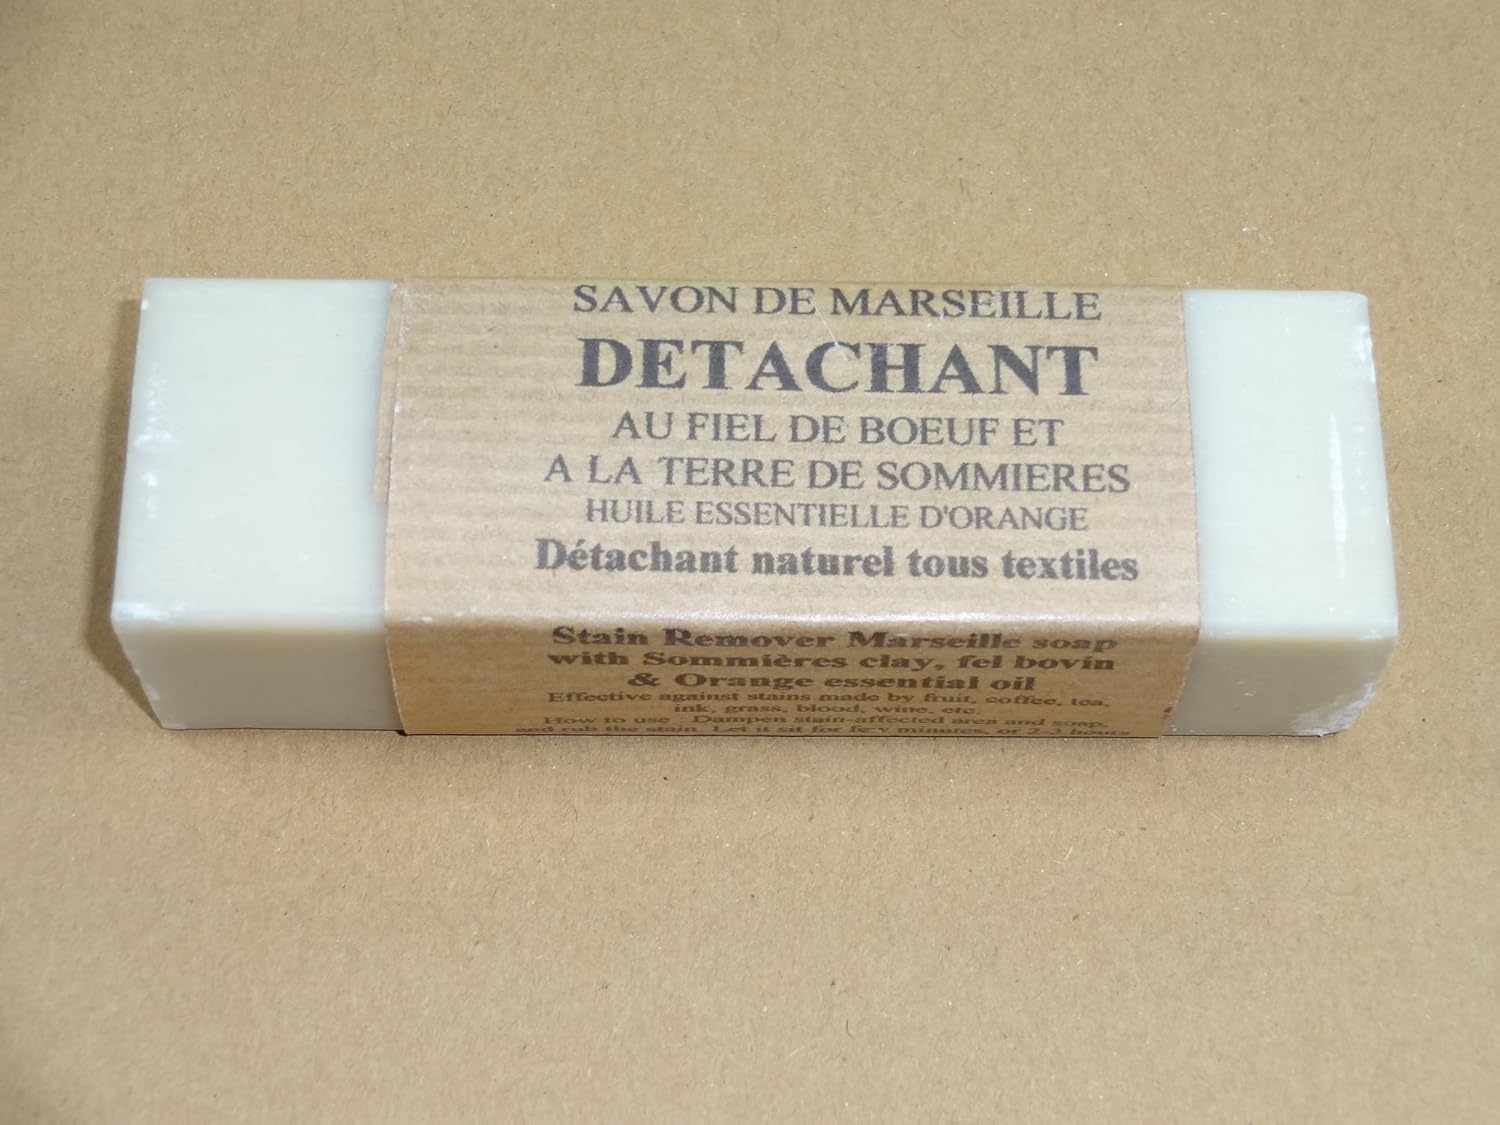 SAVON DE MARSEILLE
DETACHANT
AU FIEL DE BOEUF ET
A LA TERRE DE SOMMIERES
HUILE ESSENTIELLE D'ORANGE
Détachant naturel tous textiles
Stain Remover Marseille soap
with Sommières clay, fel bovin
& Orange essential oil
Effective against stains made by fruit, coffee, tea,
ink, grass, blood, wine, etc.
How to use : Dampen stain-affected area and soap,
and rub the stain. Let it sit for few minutes, or 2-3 hours